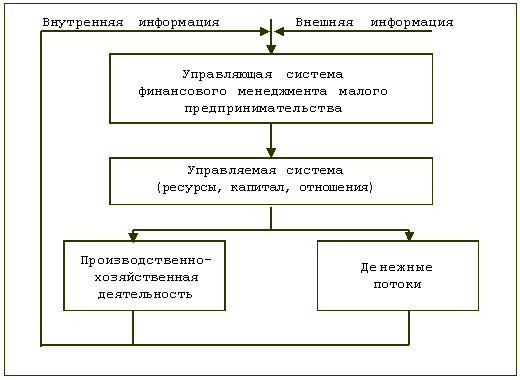 Внутренняя информация Внешняя информация
Управляющая система
финансового менеджмента малого
предпринимательства
Управляемая система
(ресурсы, капитал, отношения)
Производственно-
хозяйственная
деятельность
Денежные
потоки